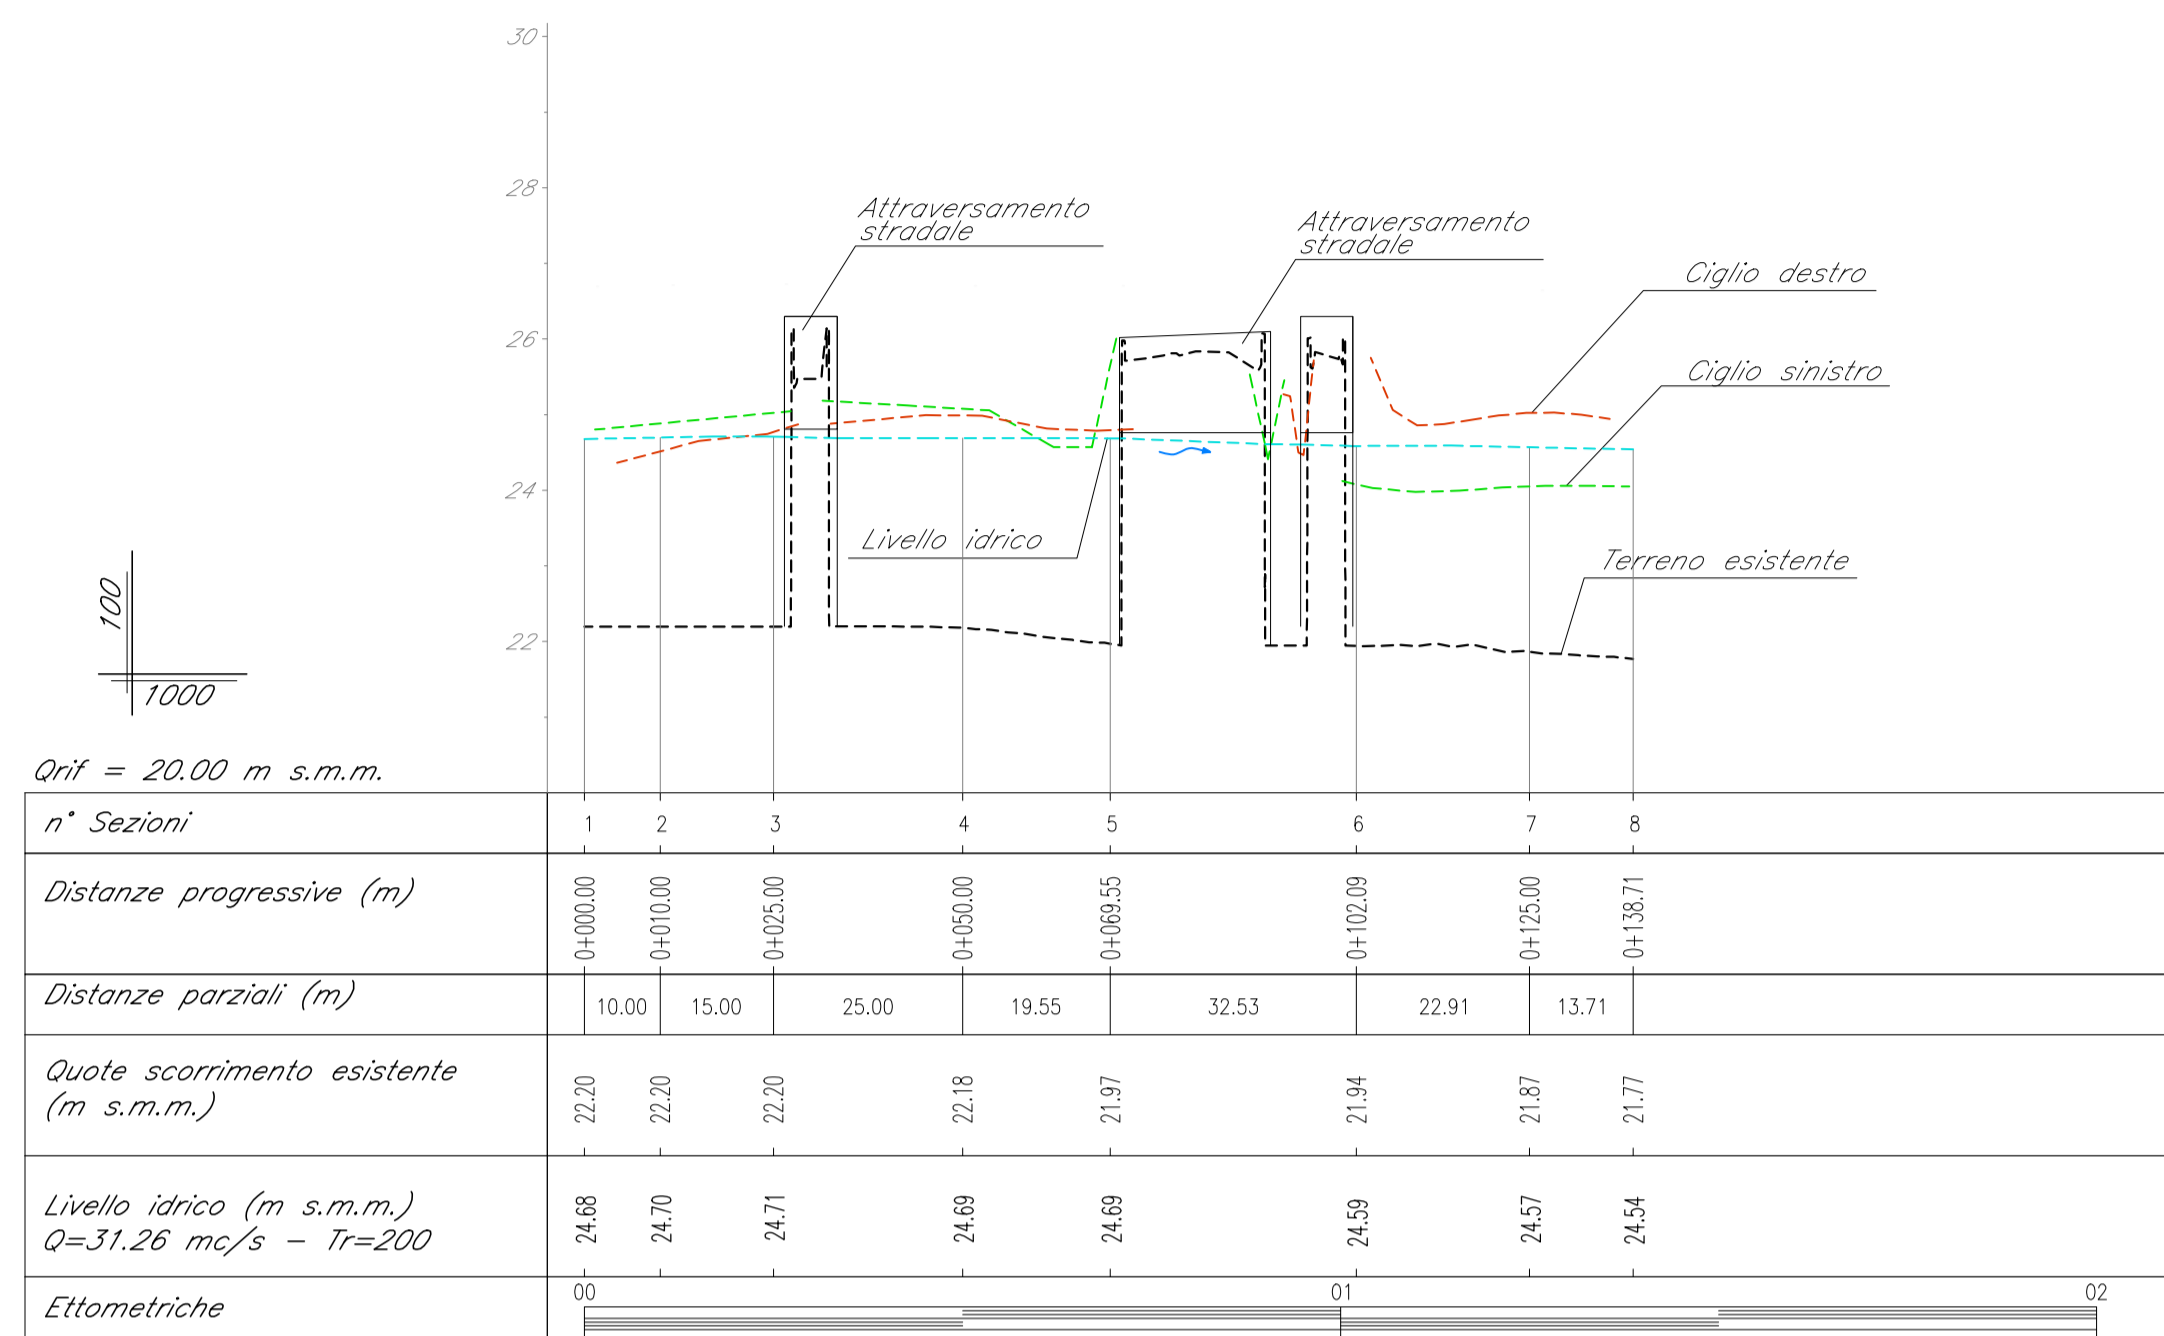 30
28
26
24
22
Attraversamento
stradale
Attraversamento
stradale
Ciglio destro
Ciglio sinistro
Livello idrico
Terreno esistente
100
1000
Qrif = 20.00 m s.m.m.
n° Sezioni
1 2 3 4 5 6 7 8
Distanze progressive (m)
0+000.00 0+010.00 0+025.00 0+050.00 0+069.55 0+102.09 0+125.00 0+138.71
Distanze parziali (m)
10.00 15.00 25.00 19.55 32.53 22.91 13.71
Quote scorrimento esistente
(m s.m.m.)
22.20 22.20 22.20 22.18 21.97 21.94 21.87 21.77
Livello idrico (m s.m.m.)
Q=31.26 mc/s - Tr=200
24.68 24.70 24.71 24.69 24.69 24.59 24.57 24.54
Ettometriche
00 01 02